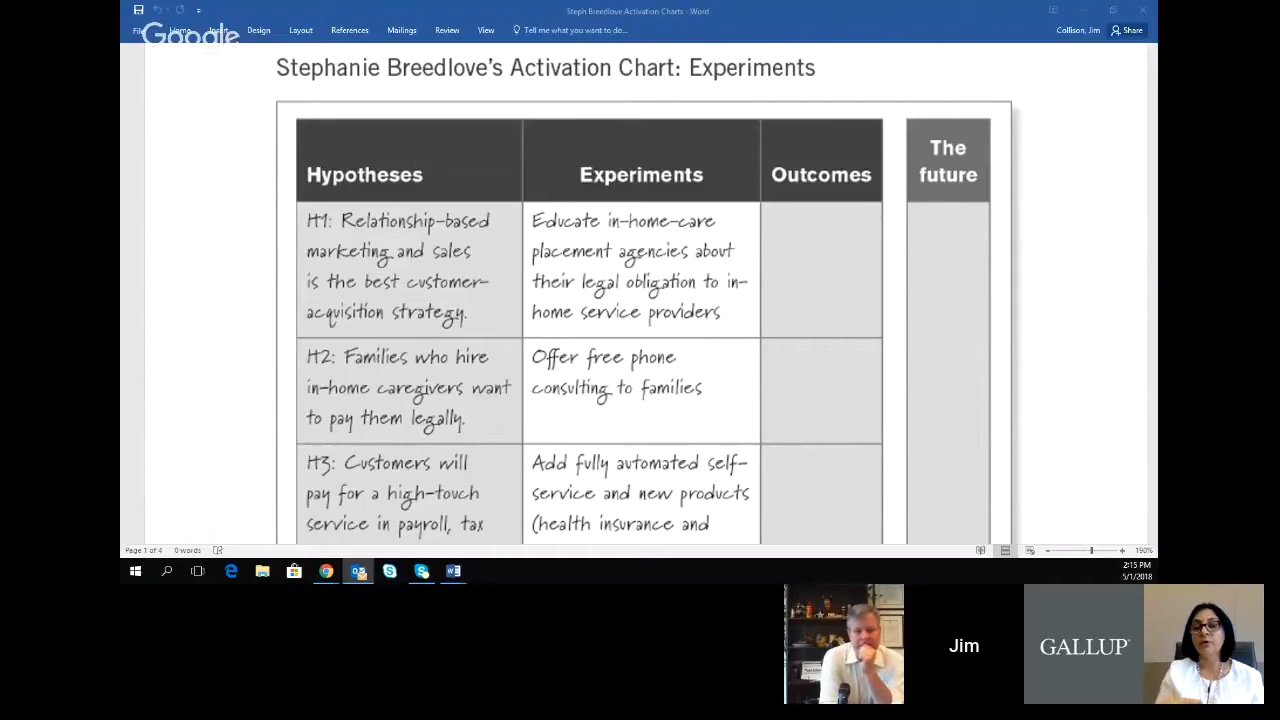 Steph Breedlove Activation Charts - Word
File Home Insert Design Layout References Mailings Review View Tell me what you want to do... Collison, Jim Share
Google
Stephanie Breedlove's Activation Chart: Experiments
Hypotheses
Experiments
Outcomes
The
future
H1: Relationship-based
marketing and sales
is the best customer-
acquisition strategy.
Educate in-home-care
placement agencies about
their legal obligation to in-
home service providers
H2: Families who hire
in-home caregivers want
to pay them legally.
Offer free phone
consulting to families
H3: Customers will
pay for a high-touch
service in payroll, tax
Add fully automated self-
service and new products
(health insurance and
Page 1 of 4 0 words 190%
2:15 PM
5/1/2018
Jim
GALLUP